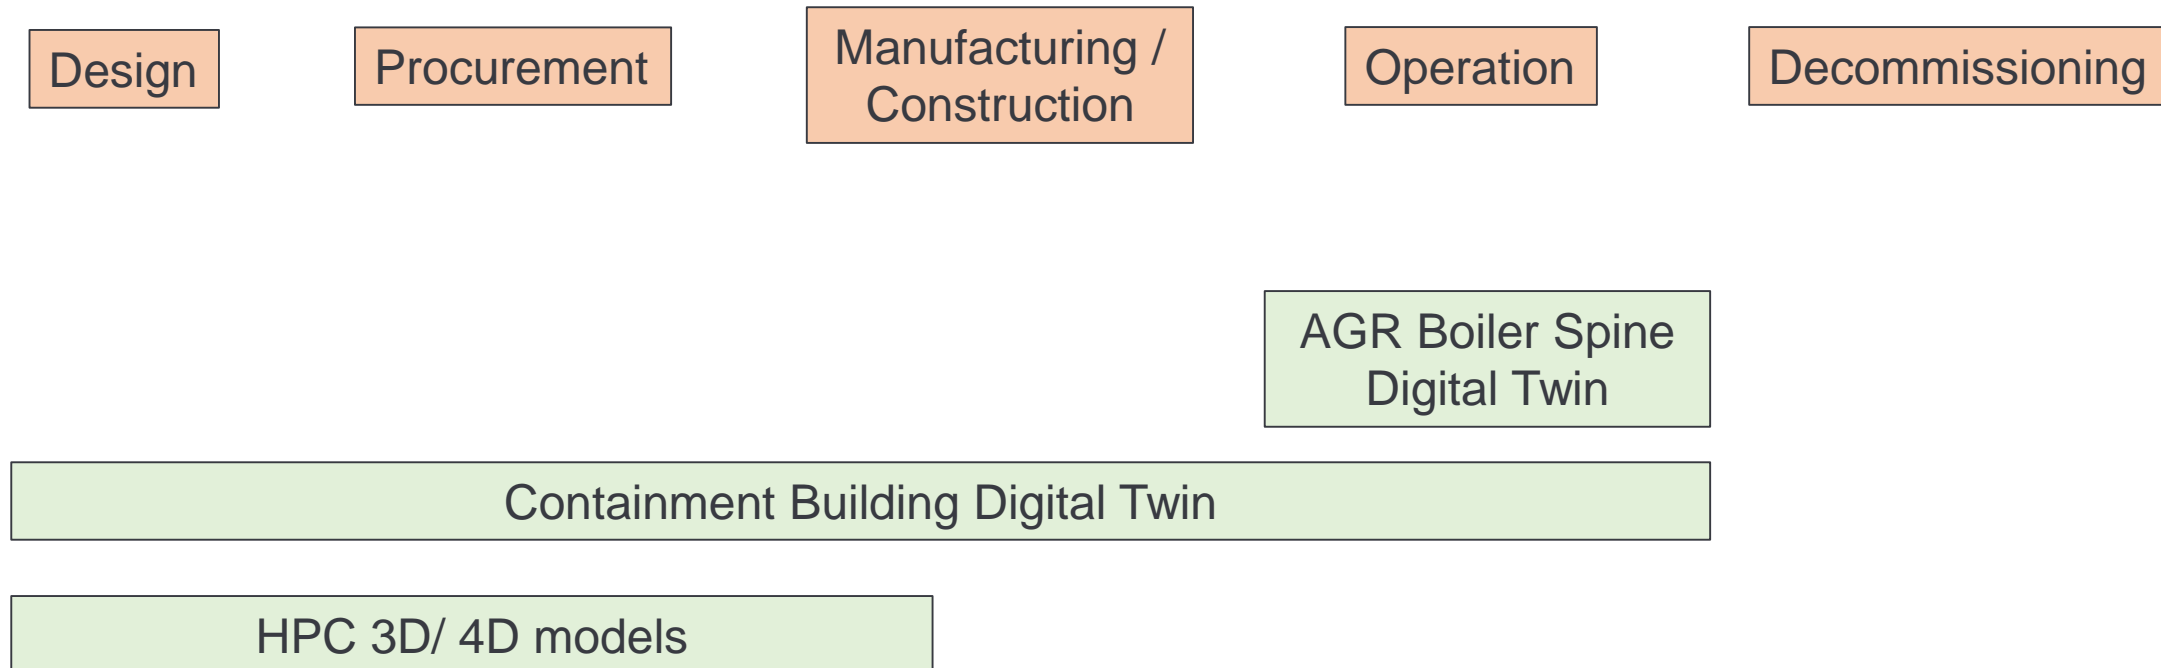 Design
Procurement
Manufacturing /
Construction
Operation
Decommissioning
AGR Boiler Spine
Digital Twin
Containment Building Digital Twin
HPC 3D/ 4D models